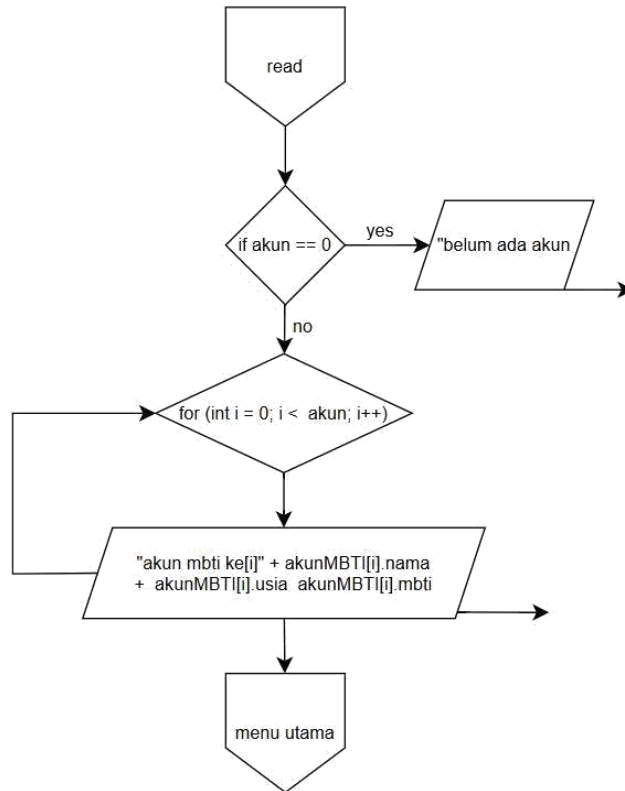 read
if akun == 0
yes
"belum ada akun
no
for (int i = 0; i < akun; i++)
"akun mbti ke[i]" + akunMBTI[i].nama
+ akunMBTI[i].usia akunMBTI[i].mbti
menu utama